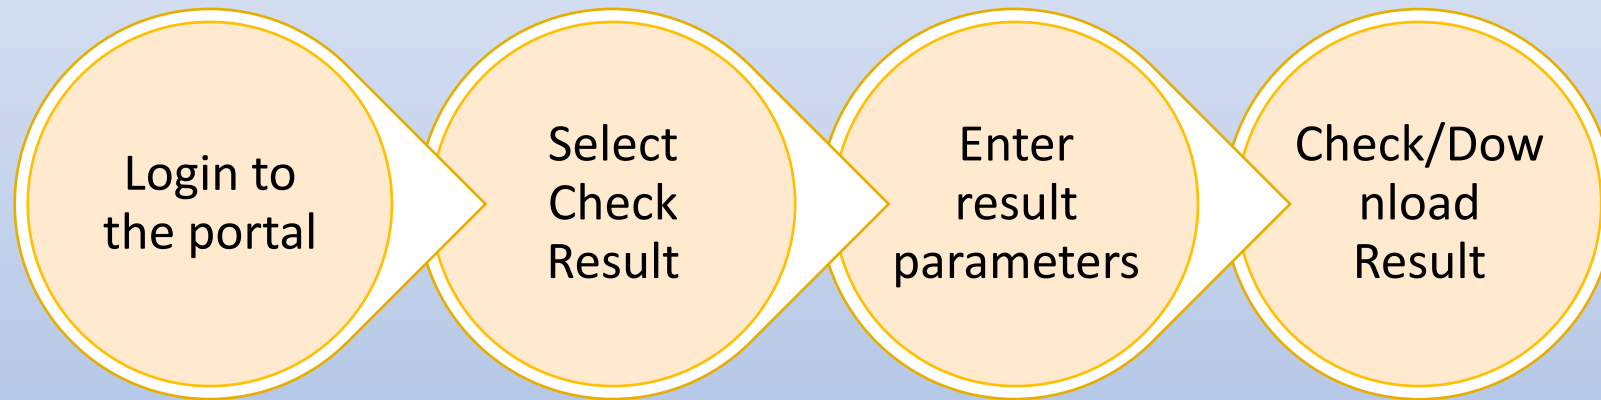 Login to
the portal
Select
Check
Result
Enter
result
parameters
Check/Dow
nload
Result